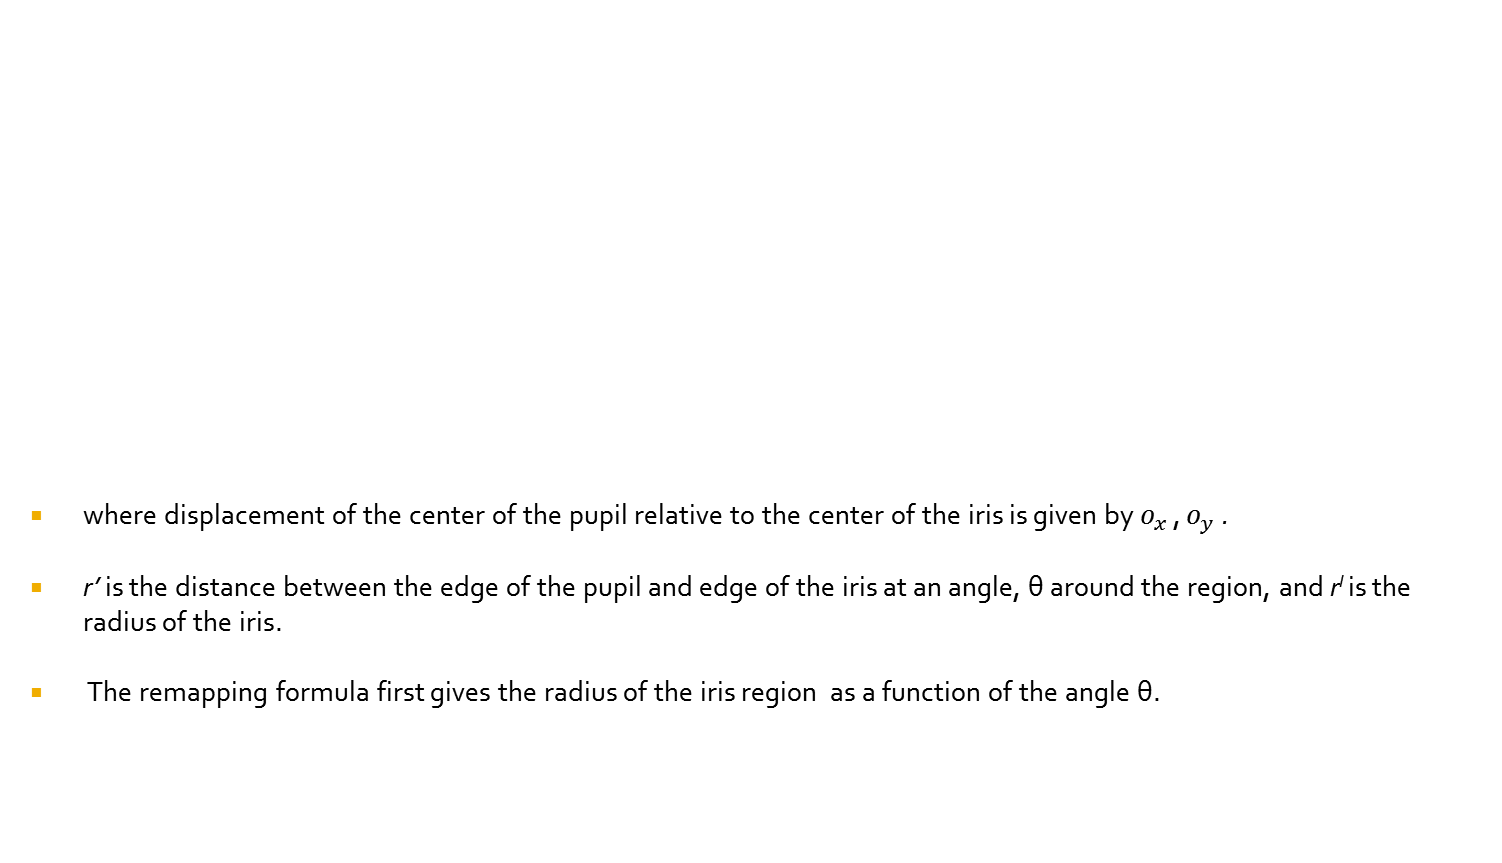 ▪ where displacement of the center of the pupil relative to the center of the iris is given by 𝑜ₓ , 𝑜_𝑦 .
▪ r’ is the distance between the edge of the pupil and edge of the iris at an angle, θ around the region, and rᴵ is the
radius of the iris.
▪ The remapping formula first gives the radius of the iris region as a function of the angle θ.